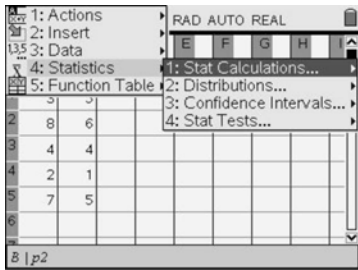 1: Actions
2: Insert
3: Data
4: Statistics
5: Function Table
RAD AUTO REAL
E F G H
1: Stat Calculations...
2: Distributions...
3: Confidence Intervals...
4: Stat Tests...
2 8 6
3 4 4
4 2 1
5 7 5
6
B |p2